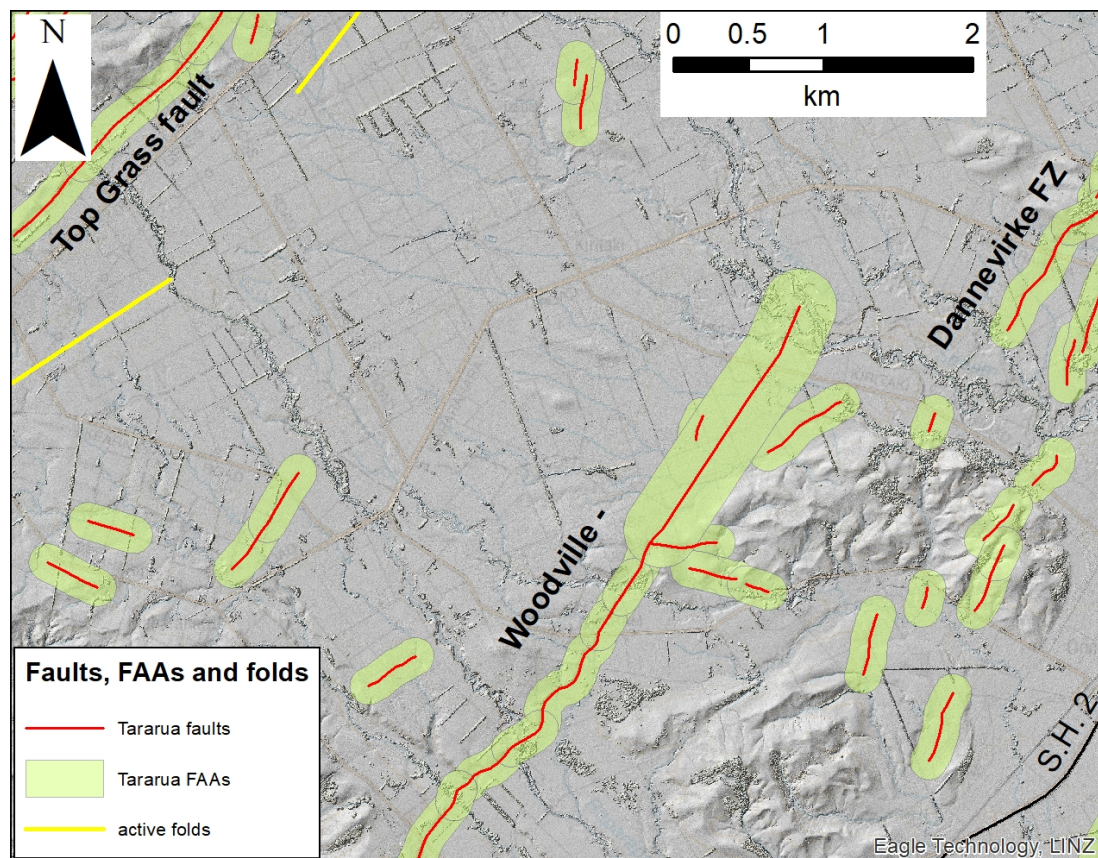 N
0 0.5 1 2
km
Top Grass fault
Dannevirke FZ
Woodville -
S.H. 2
Faults, FAAs and folds
Tararua faults
Tararua FAAs
active folds
Eagle Technology, LINZ